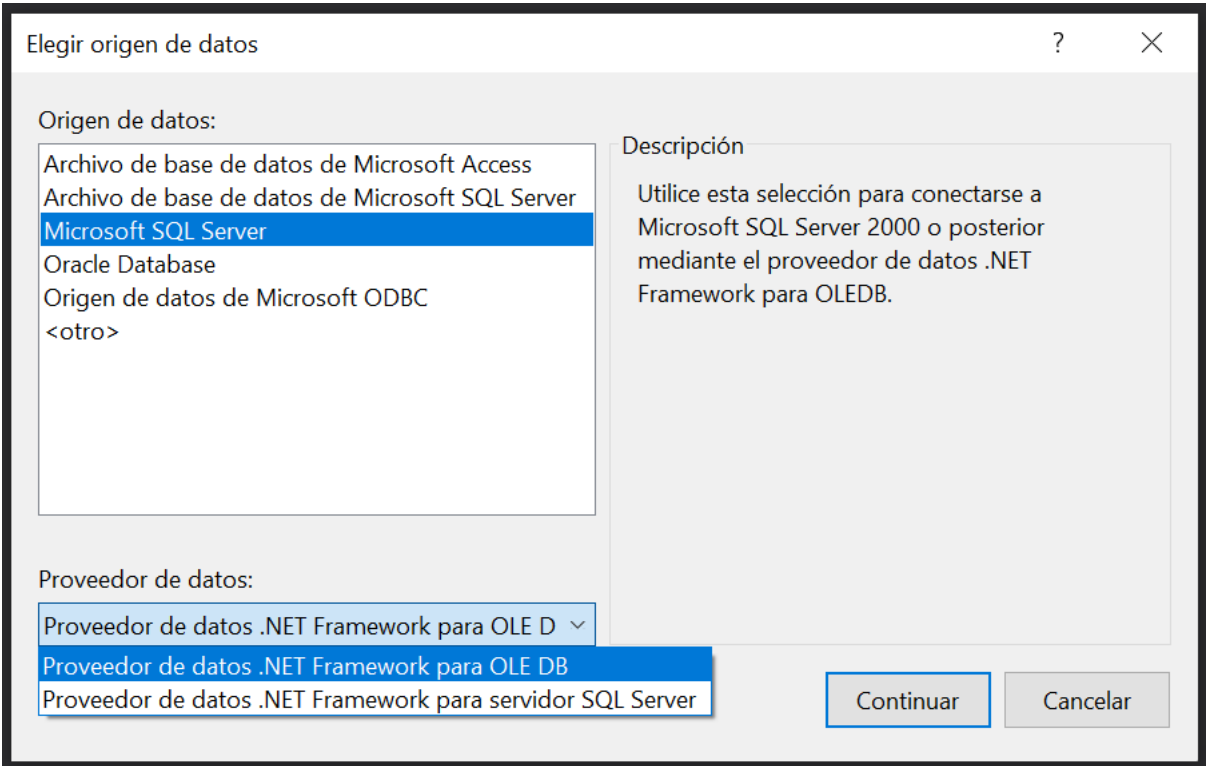 Elegir origen de datos
?
Origen de datos:
Archivo de base de datos de Microsoft Access
Archivo de base de datos de Microsoft SQL Server
Microsoft SQL Server
Oracle Database
Origen de datos de Microsoft ODBC
<otro>
Descripción
Utilice esta selección para conectarse a
Microsoft SQL Server 2000 o posterior
mediante el proveedor de datos .NET
Framework para OLEDB.
Proveedor de datos:
Proveedor de datos .NET Framework para OLE D
Proveedor de datos .NET Framework para OLE DB
Proveedor de datos .NET Framework para servidor SQL Server
Continuar
Cancelar